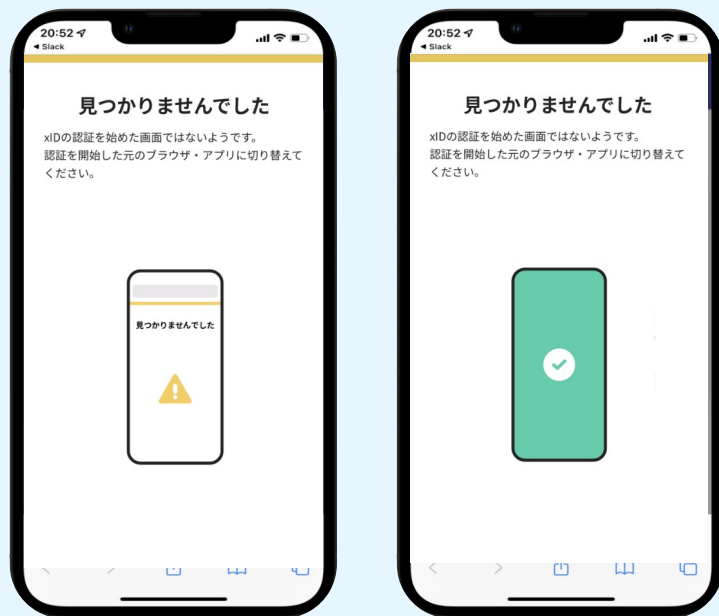 20:52
◀ Slack
見つかりませんでした
xIDの認証を始めた画面ではないようです。
認証を開始した元のブラウザ・アプリに切り替えて
ください。
見つかりませんでした
20:52
◀ Slack
見つかりませんでした
xIDの認証を始めた画面ではないようです。
認証を開始した元のブラウザ・アプリに切り替えて
ください。